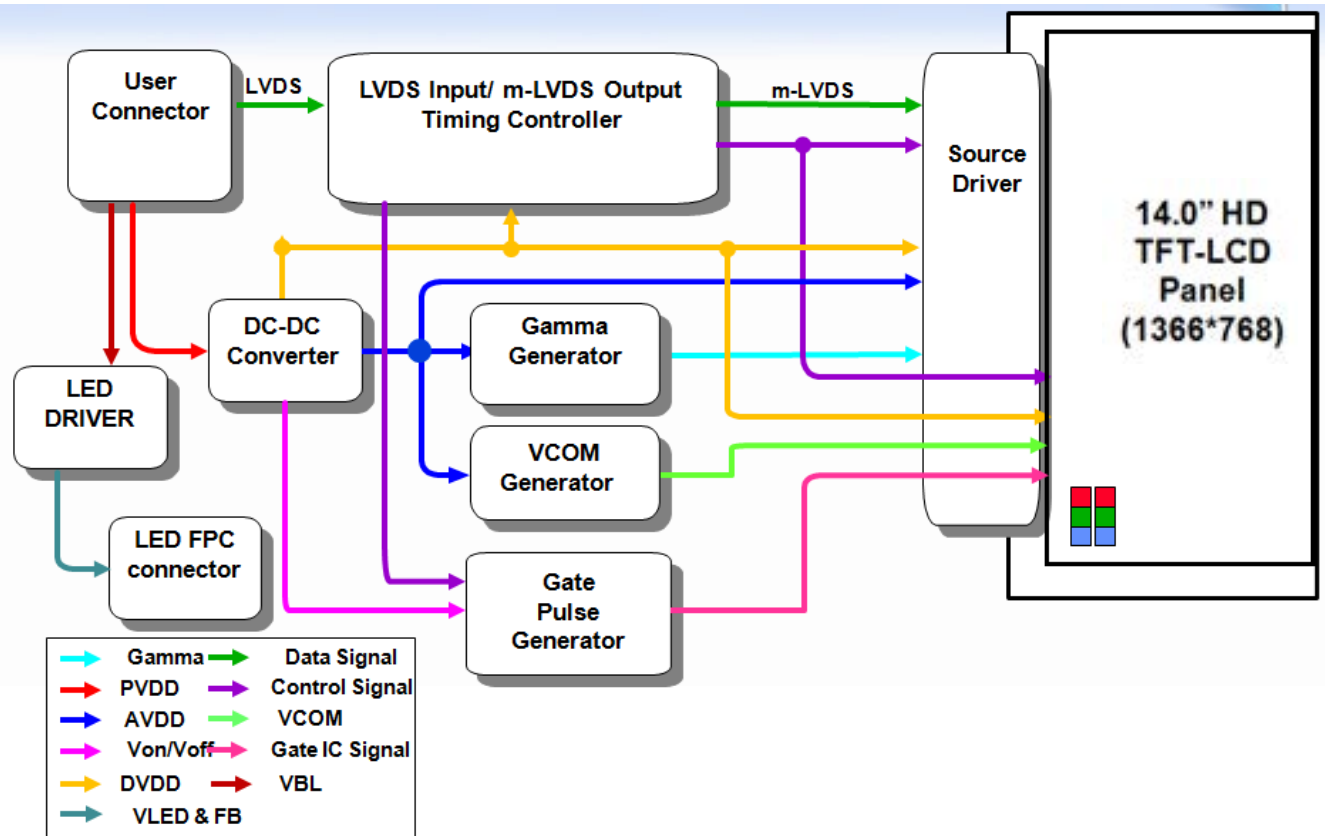 User
Connector
LVDS
LVDS Input/ m-LVDS Output
Timing Controller
m-LVDS
Source
Driver
14.0” HD
TFT-LCD
Panel
(1366*768)
DC-DC
Converter
Gamma
Generator
LED
DRIVER
VCOM
Generator
LED FPC
connector
Gate
Pulse
Generator
Gamma Data Signal
PVDD Control Signal
AVDD VCOM
Von/Voff Gate IC Signal
DVDD VBL
VLED & FB